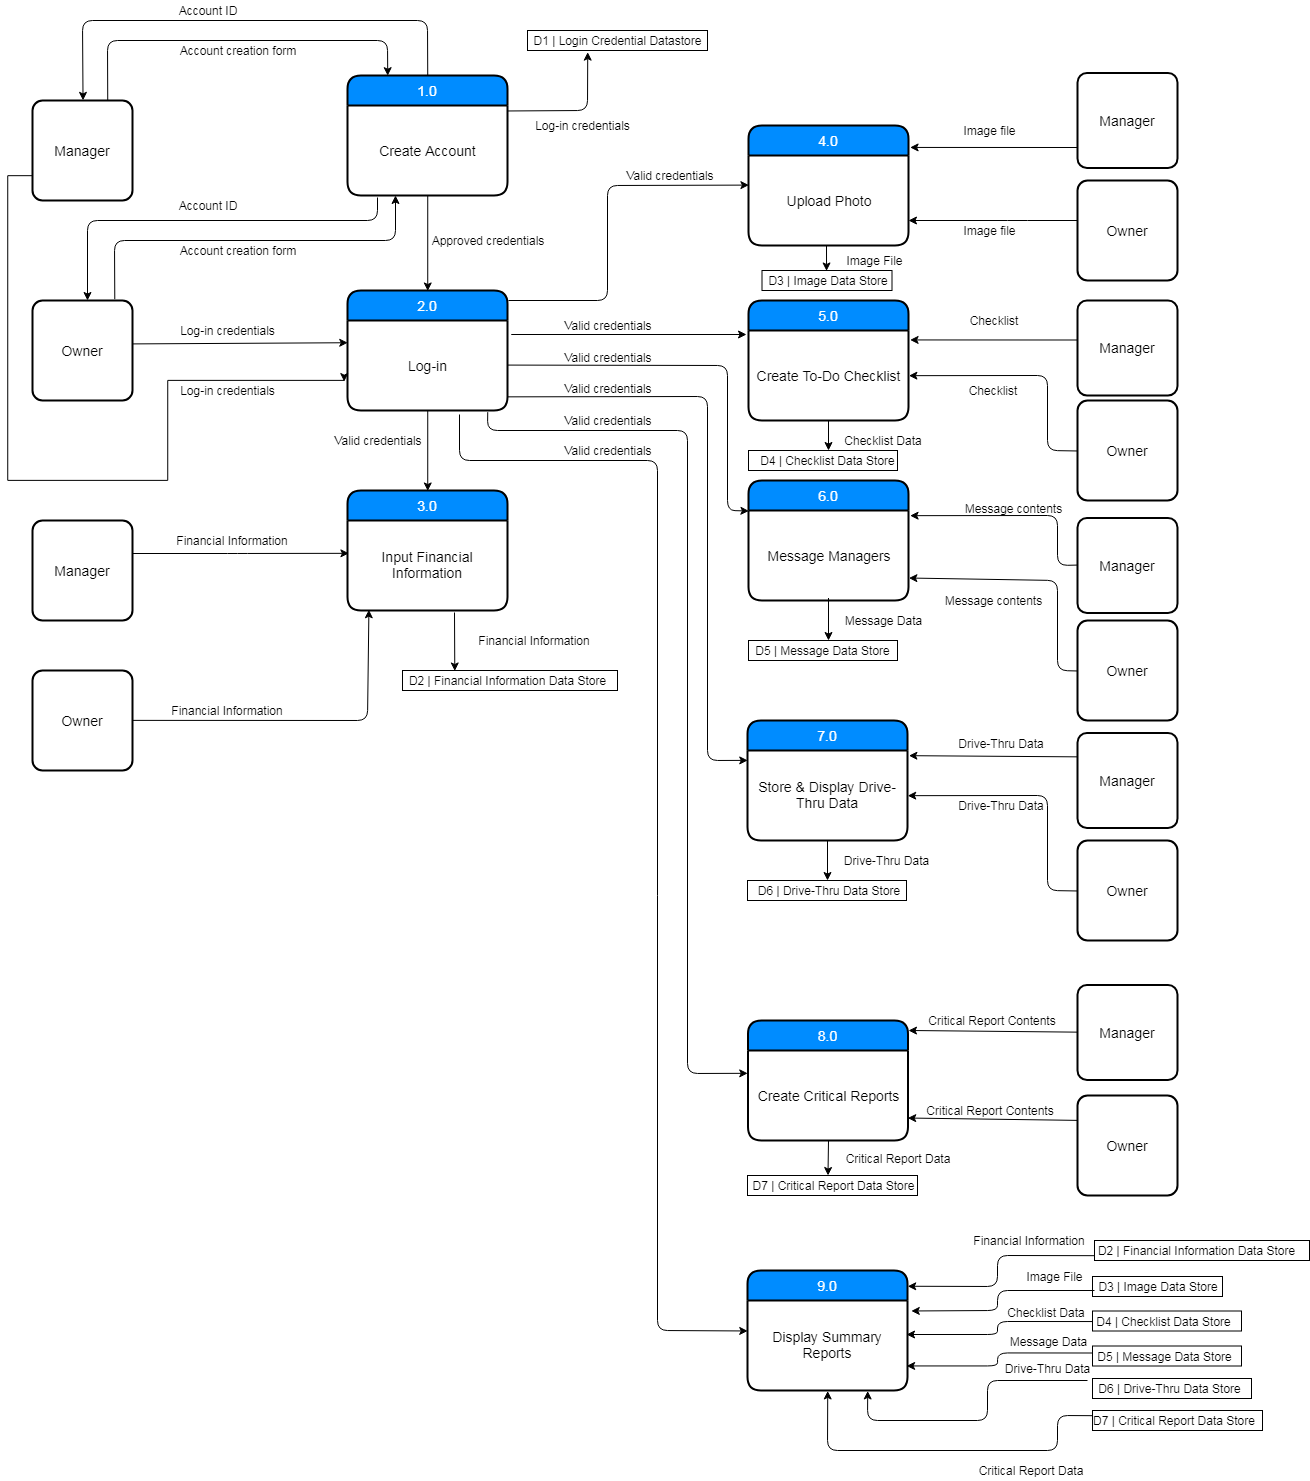 Account ID
Account creation form
D1 | Login Credential Datastore
1.0
Create Account
Manager
Log-in credentials
Account ID
Account creation form
Approved credentials
Owner
Log-in credentials
Log-in credentials
2.0
Log-in
Valid credentials
Valid credentials
Valid credentials
Valid credentials
Valid credentials
Valid credentials
Valid credentials
3.0
Input Financial
Information
Manager
Financial Information
Owner
Financial Information
Financial Information
D2 | Financial Information Data Store
4.0
Upload Photo
Image file
Manager
Image file
Owner
Image File
D3 | Image Data Store
5.0
Create To-Do Checklist
Checklist
Manager
Checklist
Owner
Checklist Data
D4 | Checklist Data Store
6.0
Message Managers
Message contents
Manager
Message contents
Owner
Message Data
D5 | Message Data Store
7.0
Store & Display Drive-
Thru Data
Drive-Thru Data
Manager
Drive-Thru Data
Owner
Drive-Thru Data
D6 | Drive-Thru Data Store
8.0
Create Critical Reports
Critical Report Contents
Manager
Critical Report Contents
Owner
Critical Report Data
D7 | Critical Report Data Store
9.0
Display Summary
Reports
Financial Information
D2 | Financial Information Data Store
Image File
D3 | Image Data Store
Checklist Data
D4 | Checklist Data Store
Message Data
D5 | Message Data Store
Drive-Thru Data
D6 | Drive-Thru Data Store
D7 | Critical Report Data Store
Critical Report Data